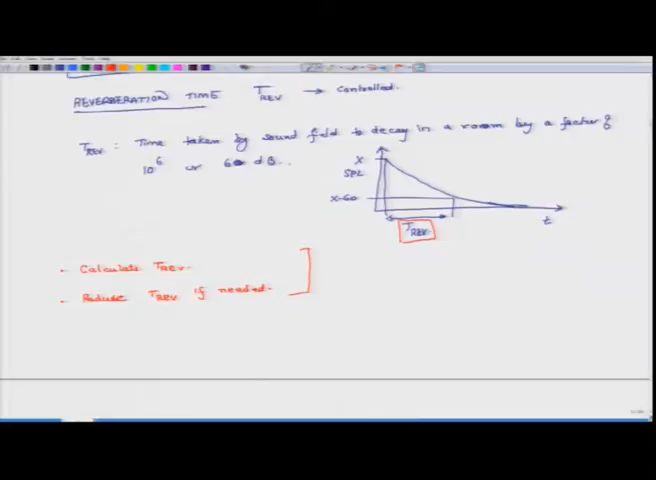 REVERBERATION TIME T_REV → Controlled.
T_REV : Time taken by sound field to decay in a room by a factor of
10^6 or 60 dB.
X
SPL
X-60
t
T_REV.
. Calculate T_REV.
. Reduse T_REV if needed.